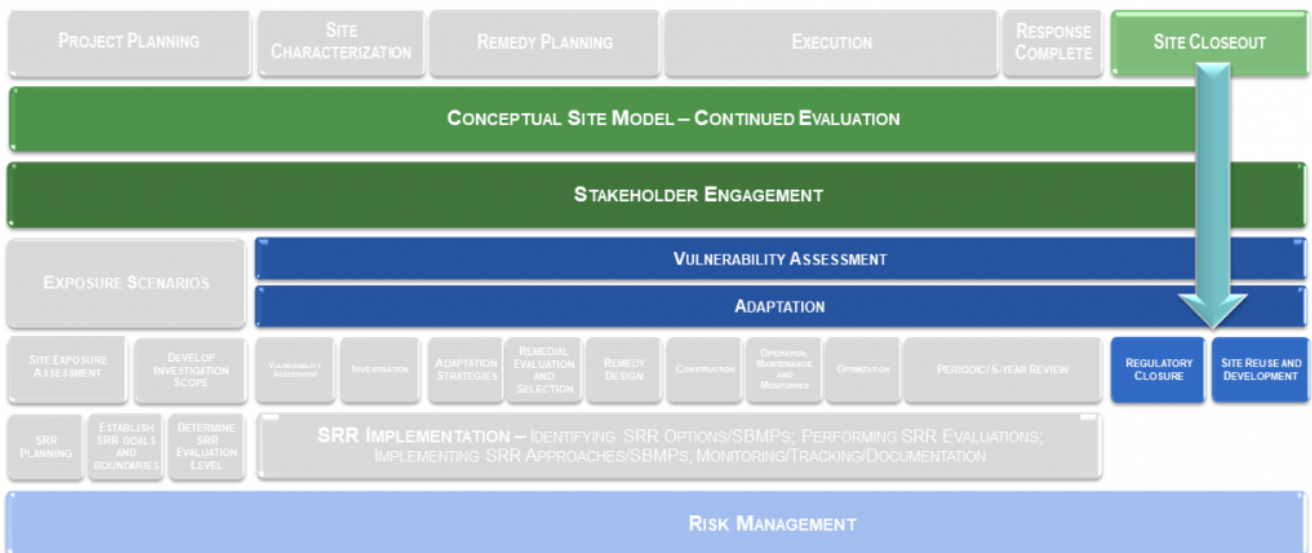 PROJECT PLANNING
SITE
CHARACTERIZATION
REMEDY PLANNING
EXECUTION
RESPONSE
COMPLETE
SITE CLOSEOUT
CONCEPTUAL SITE MODEL – CONTINUED EVALUATION
STAKEHOLDER ENGAGEMENT
EXPOSURE SCENARIOS
VULNERABILITY ASSESSMENT
ADAPTATION
SITE EXPOSURE
ASSESSMENT
DEVELOP
INVESTIGATION
SCOPE
VULNERABILITY
ASSESSMENT
INVESTIGATION
ADAPTATION
STRATEGIES
REMEDIAL
EVALUATION
AND
SELECTION
REMEDY
DESIGN
CONSTRUCTION
OPERATION,
MAINTENANCE
AND
MONITORING
OPTIMIZATION
PERIODIC/ 5-YEAR REVIEW
REGULATORY
CLOSURE
SITE REUSE AND
DEVELOPMENT
SRR
PLANNING
ESTABLISH
SRR GOALS
AND
BOUNDARIES
DETERMINE
SRR
EVALUATION
LEVEL
SRR IMPLEMENTATION – IDENTIFYING SRR OPTIONS/SBMPS; PERFORMING SRR EVALUATIONS;
IMPLEMENTING SRR APPROACHES/SBMPS; MONITORING/TRACKING/DOCUMENTATION
RISK MANAGEMENT